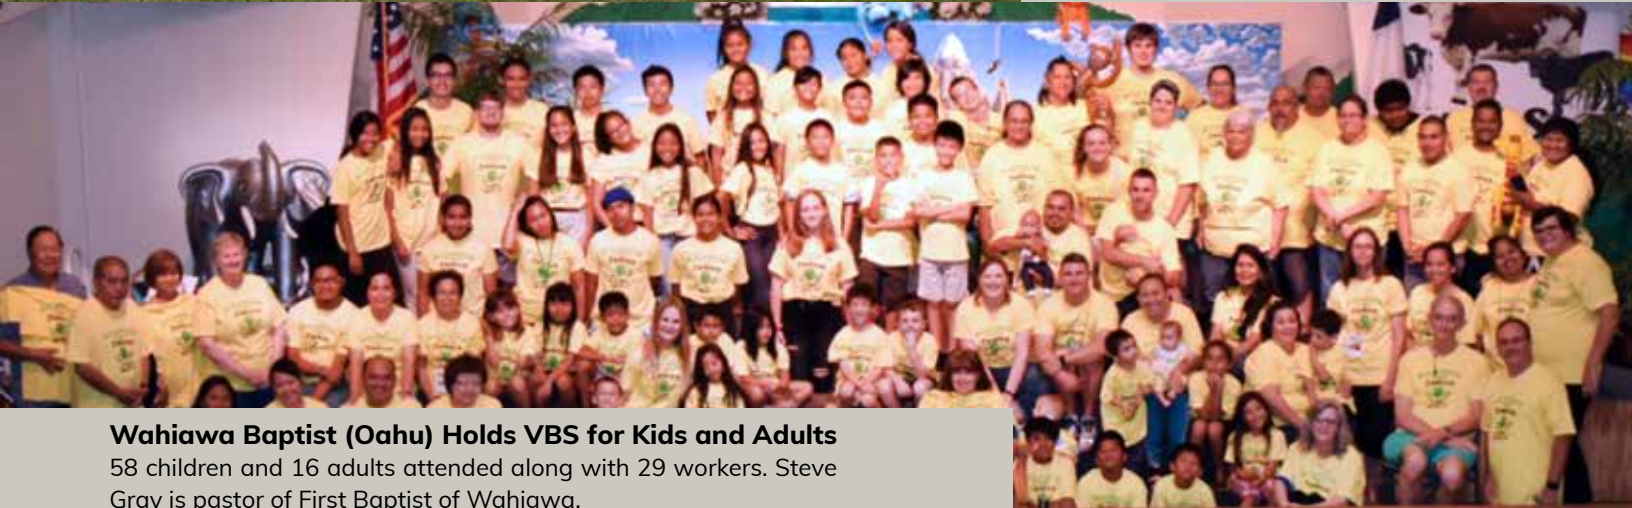 Wahiawa Baptist (Oahu) Holds VBS for Kids and Adults
58 children and 16 adults attended along with 29 workers. Steve
Gray is pastor of First Baptist of Wahiawa.